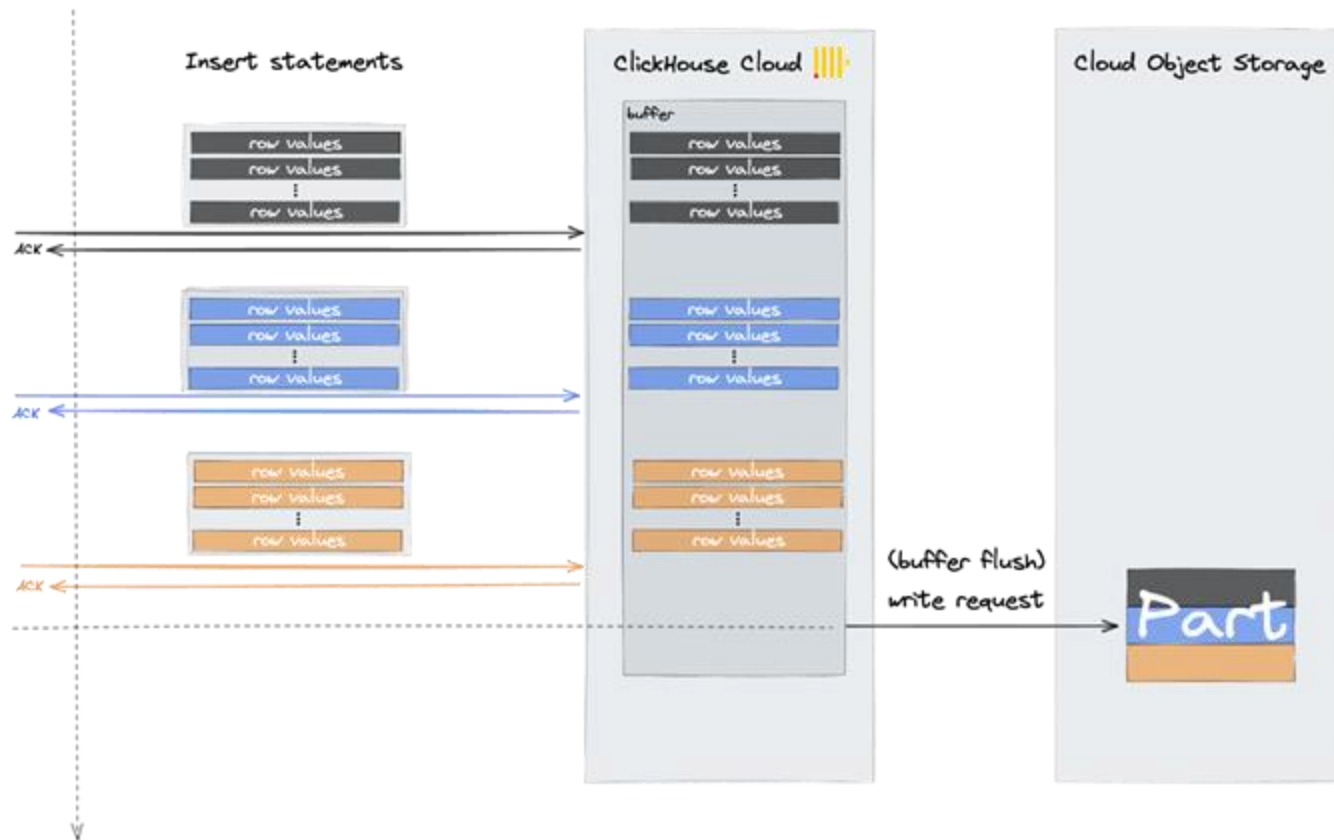 Insert statements
ClickHouse Cloud
Cloud Object Storage
buffer
row values
row values
row values
row values
row values
row values
ACK
row values
row values
row values
row values
row values
row values
ACK
row values
row values
row values
row values
row values
row values
ACK
(buffer flush)
write request
Part